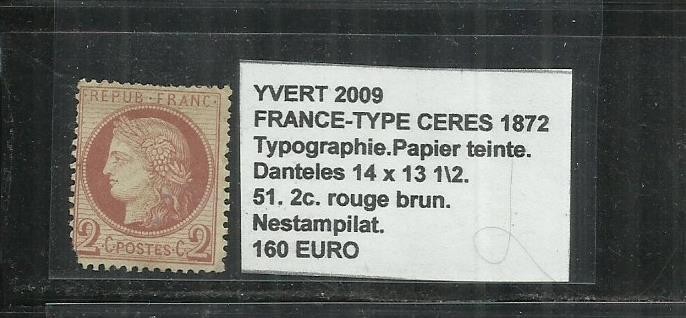 REPUB·FRANC·
2·C·POSTES·C·2
YVERT 2009
FRANCE-TYPE CERES 1872
Typographie.Papier teinte.
Danteles 14 x 13 1\2.
51. 2c. rouge brun.
Nestampilat.
160 EURO